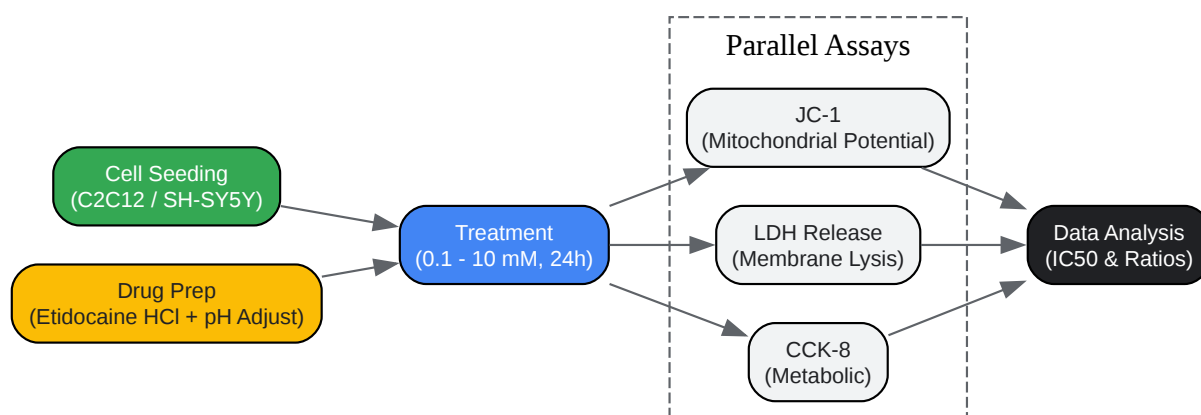 Cell Seeding
(C2C12 / SH-SY5Y)
Drug Prep
(Etidocaine HCl + pH Adjust)
Treatment
(0.1 - 10 mM, 24h)
Parallel Assays
JC-1
(Mitochondrial Potential)
LDH Release
(Membrane Lysis)
CCK-8
(Metabolic)
Data Analysis
(IC50 & Ratios)